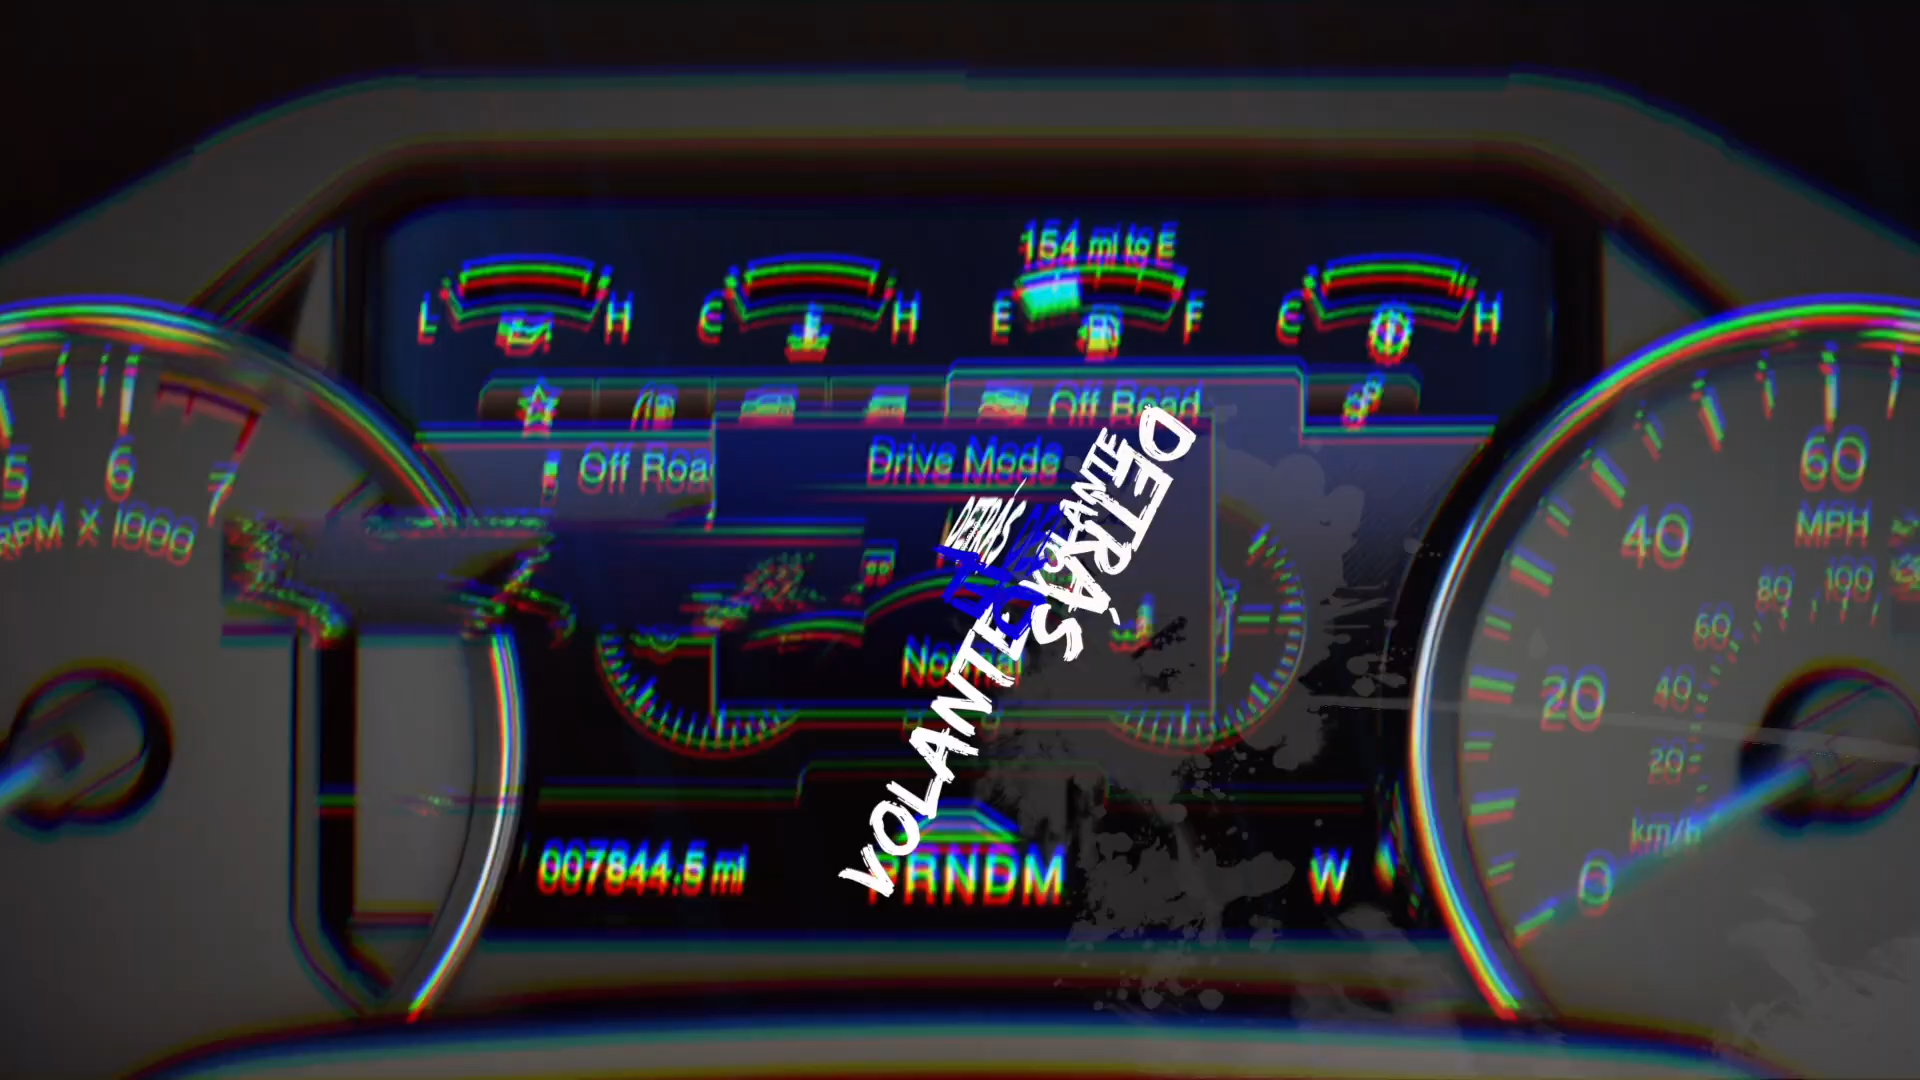 154 mi to E
L H C H E F C H
Off Road
Off Roa
Drive Mode
Normal
DETRÁS
VOLANTE
DETRÁS
VOLANTE
5 6 7
RPM X 1000
60
40
20
0
MPH
100
80
60
40
20
km/h
007844.5 mi
PRNDM
W